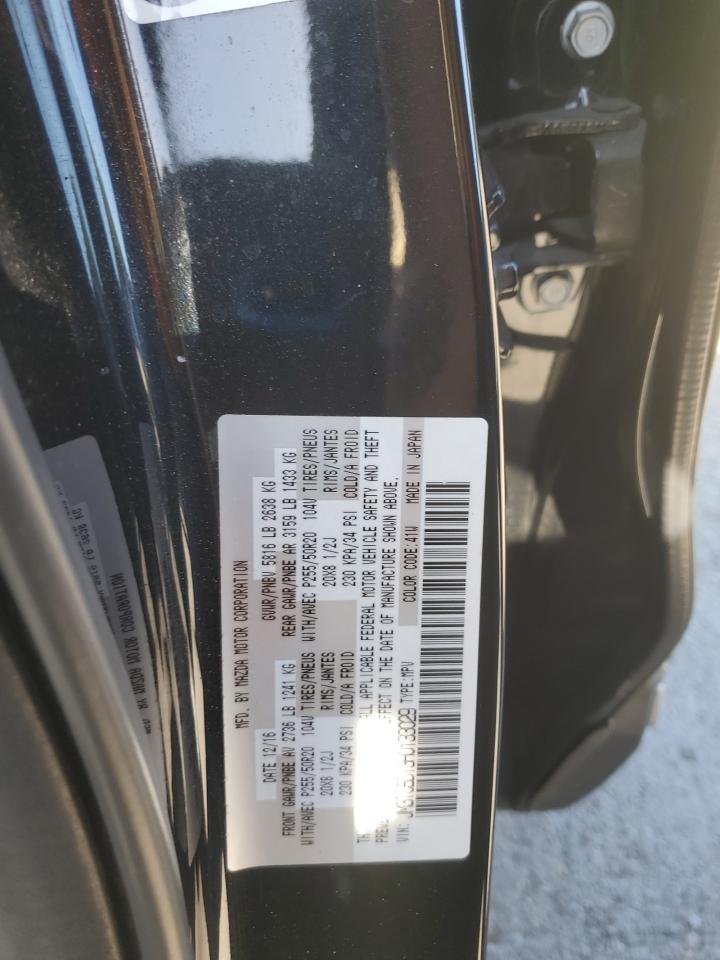 MFD. BY MAZDA MOTOR CORPORATION
DATE 12/16 GVWR/PNBV 5816 LB 2638 KG
FRONT GAWR/PNBE AV 2736 LB 1241 KG REAR GAWR/PNBE AR 3159 LB 1433 KG
WITH/AVEC P255/50R20 104V TIRES/PNEUS WITH/AVEC P255/50R20 104V TIRES/PNEUS
20X8 1/2J RIMS/JANTES 20X8 1/2J RIMS/JANTES
230 KPA/34 PSI COLD/A FROID 230 KPA/34 PSI COLD/A FROID
ALL APPLICABLE FEDERAL MOTOR VEHICLE SAFETY AND THEFT
EFFECT ON THE DATE OF MANUFACTURE SHOWN ABOVE.
VIN: TYPE:MPV COLOR CODE:41W MADE IN JAPAN